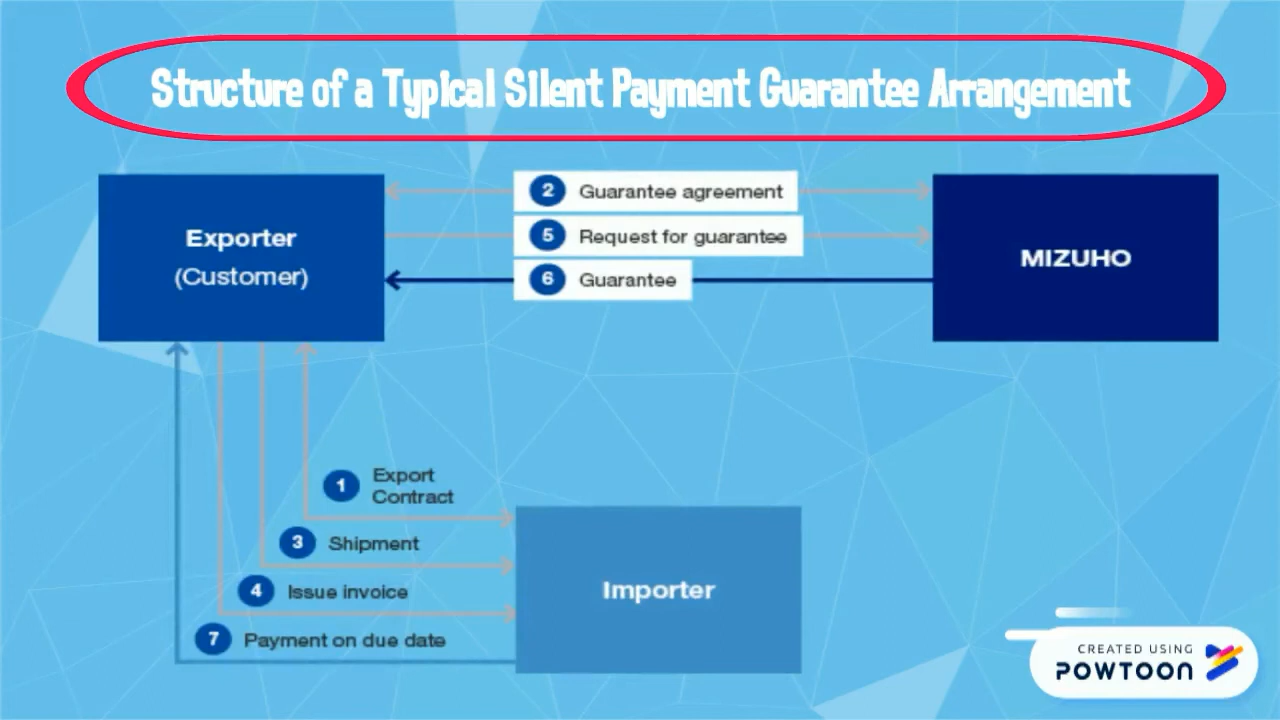 Structure of a Typical Silent Payment Guarantee Arrangement
Exporter
(Customer)
2 Guarantee agreement
5 Request for guarantee
6 Guarantee
MIZUHO
1 Export
Contract
3 Shipment
4 Issue invoice
7 Payment on due date
Importer
CREATED USING
POWTOON